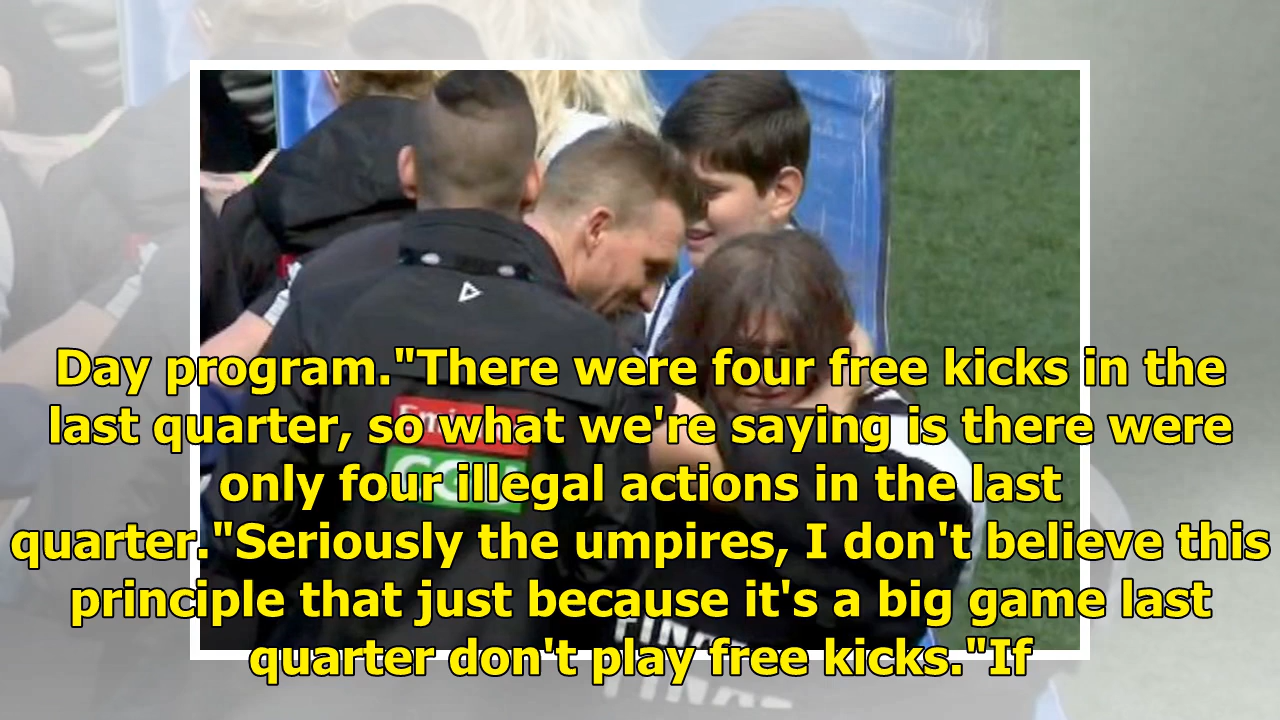 Day program."There were four free kicks in the
last quarter, so what we're saying is there were
only four illegal actions in the last
quarter."Seriously the umpires, I don't believe this
principle that just because it's a big game last
quarter don't play free kicks."If